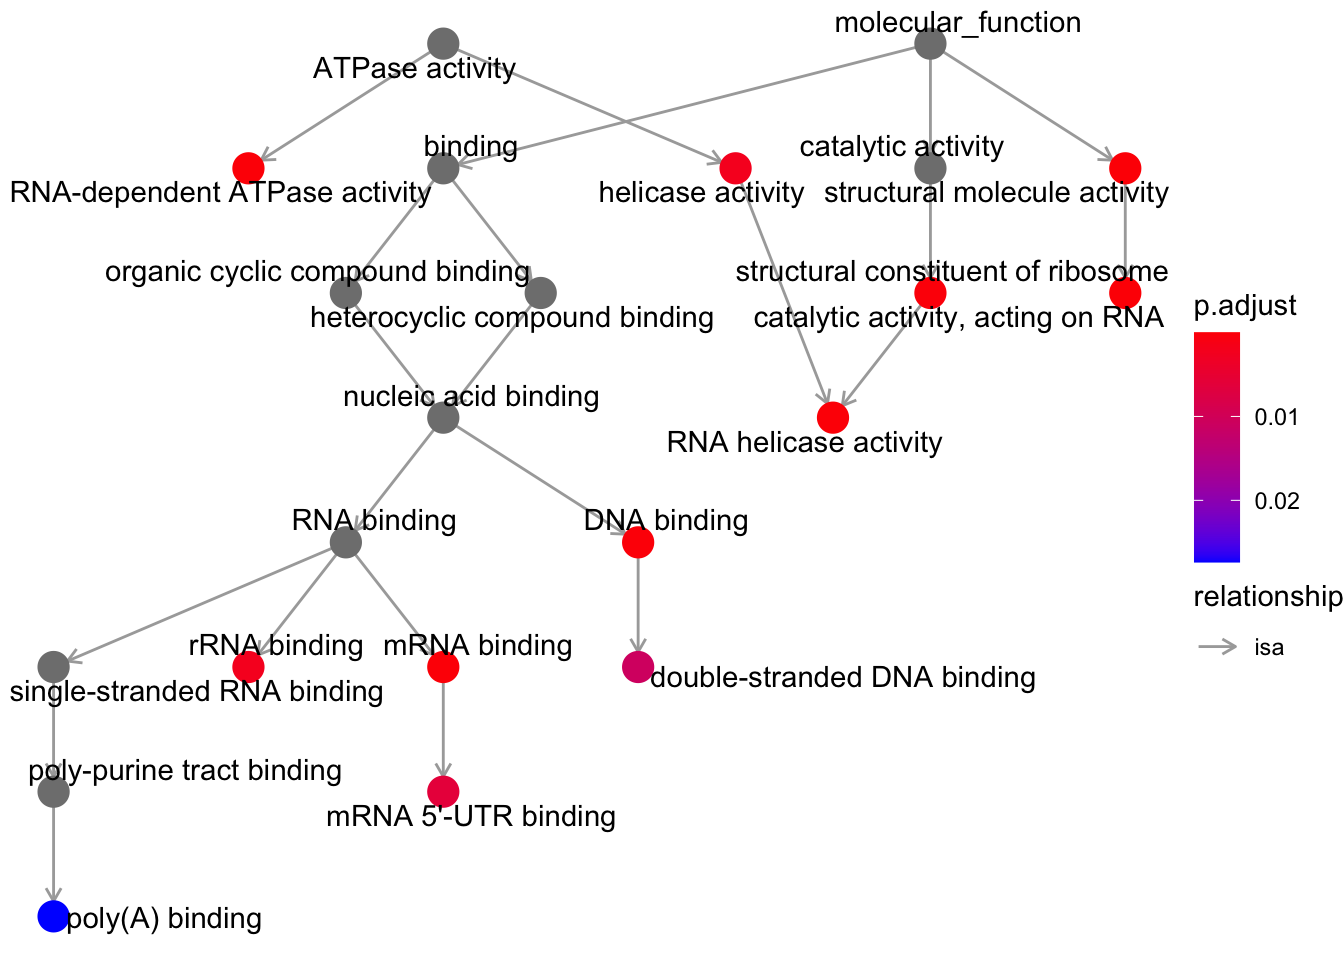 molecular_function
ATPase activity
binding
catalytic activity
RNA-dependent ATPase activity
helicase activity
structural molecule activity
organic cyclic compound binding
structural constituent of ribosome
heterocyclic compound binding
catalytic activity, acting on RNA
p.adjust
0.01
0.02
nucleic acid binding
RNA helicase activity
RNA binding
DNA binding
relationship
isa
rRNA binding
mRNA binding
single-stranded RNA binding
double-stranded DNA binding
poly-purine tract binding
mRNA 5'-UTR binding
poly(A) binding